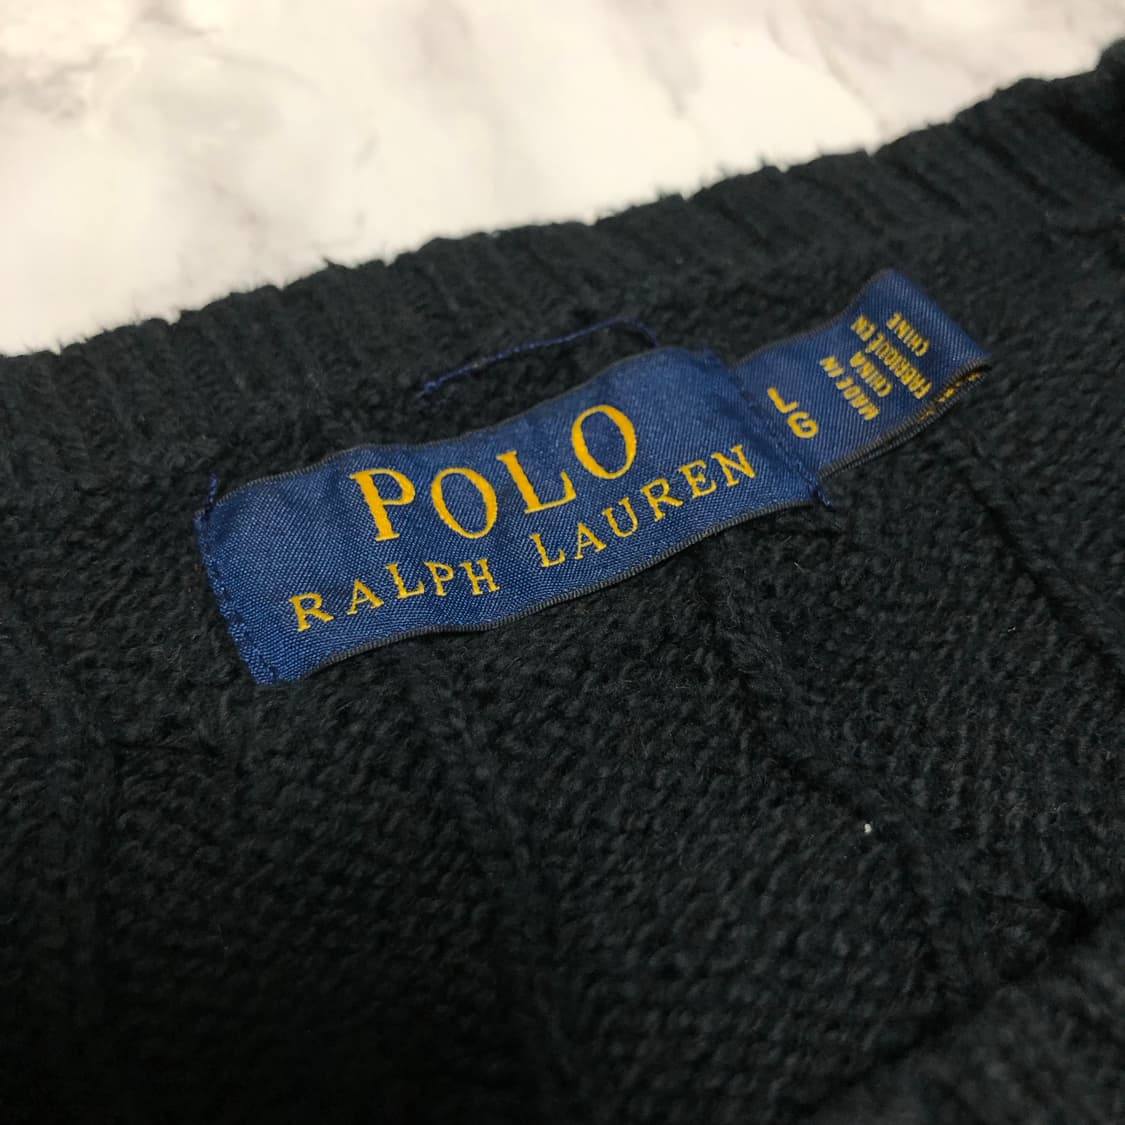 POLO
RALPH LAUREN
LG
MADE IN
CHINA
FABRIQUÉ EN
CHINE